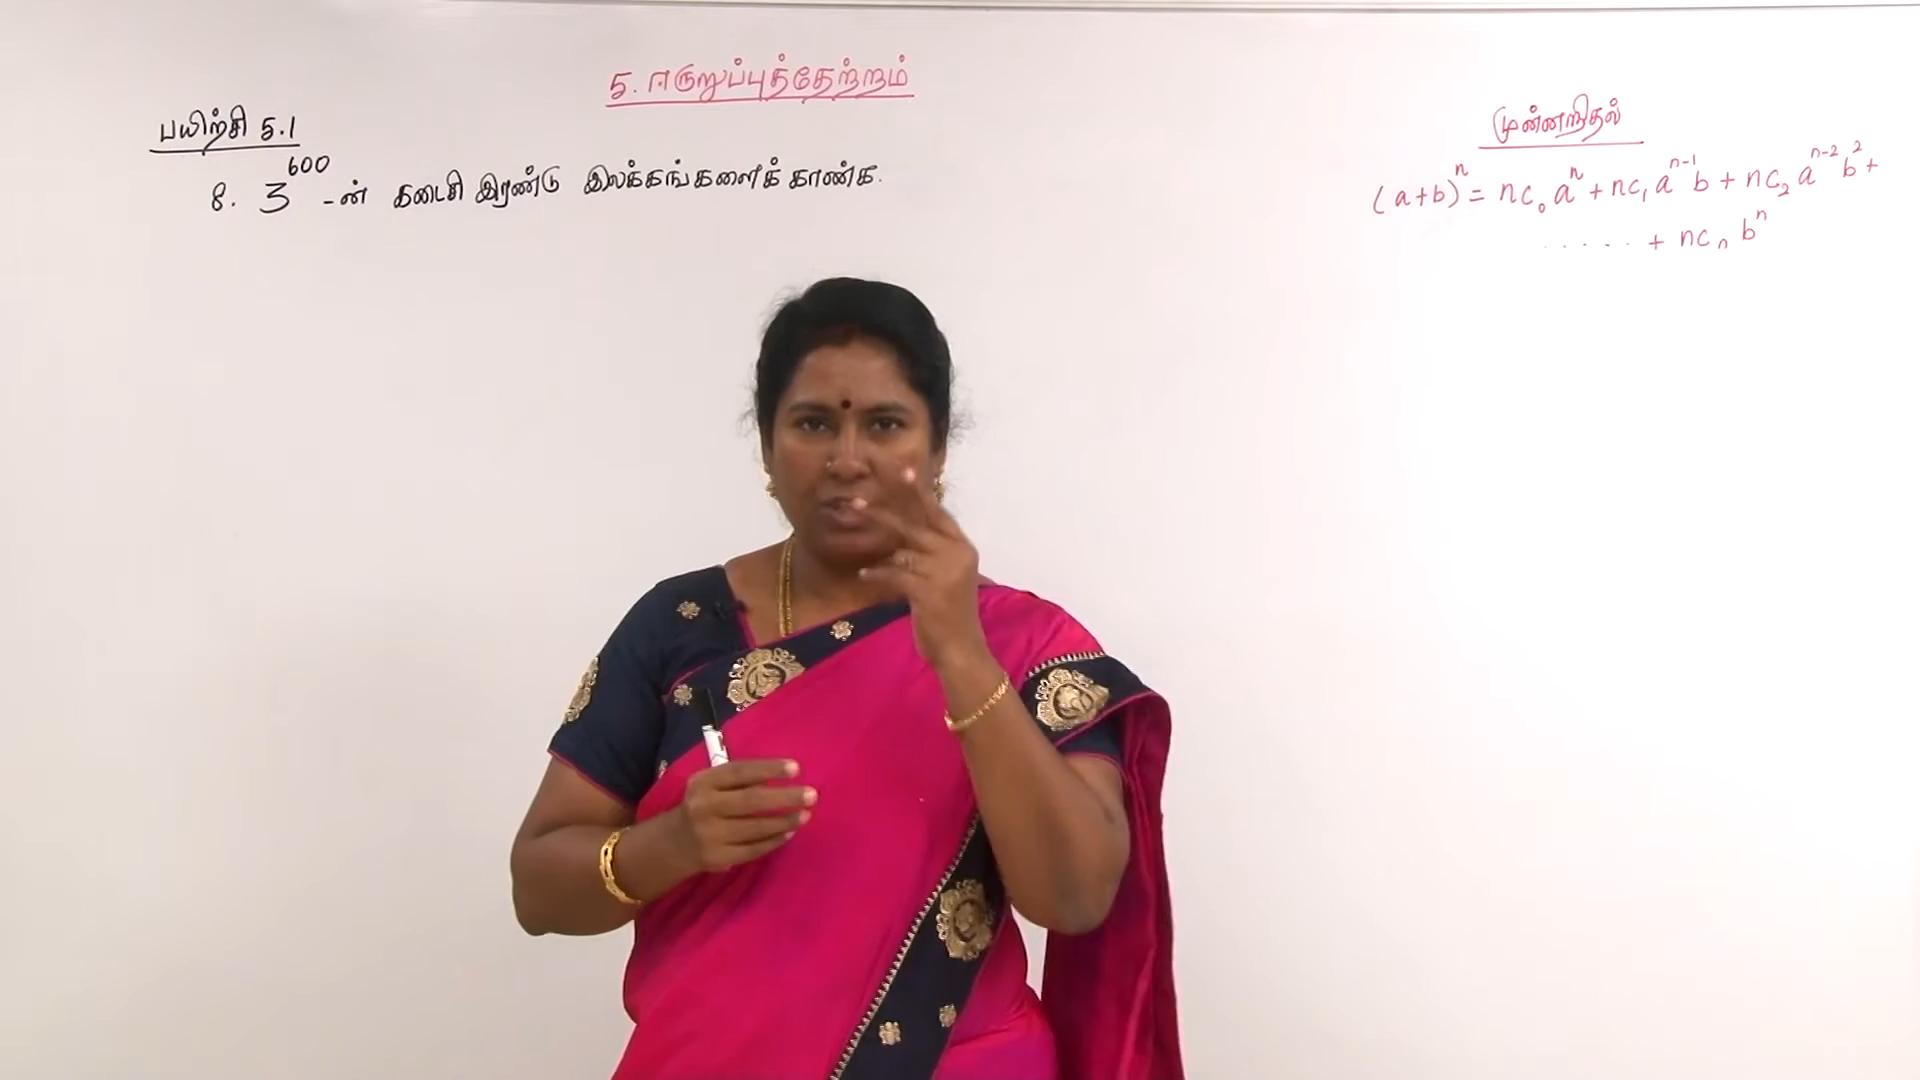 5. ஈருறுப்புத்தேற்றம்
பயிற்சி 5.1
8. 3^600 -ன் கடைசி இரண்டு இலக்கங்களைக் காண்க.
முன்னறிதல்
(a+b)^n = nC₀ a^n + nC₁ a^(n-1) b + nC₂ a^(n-2) b^2 +
..... + nCₙ b^n